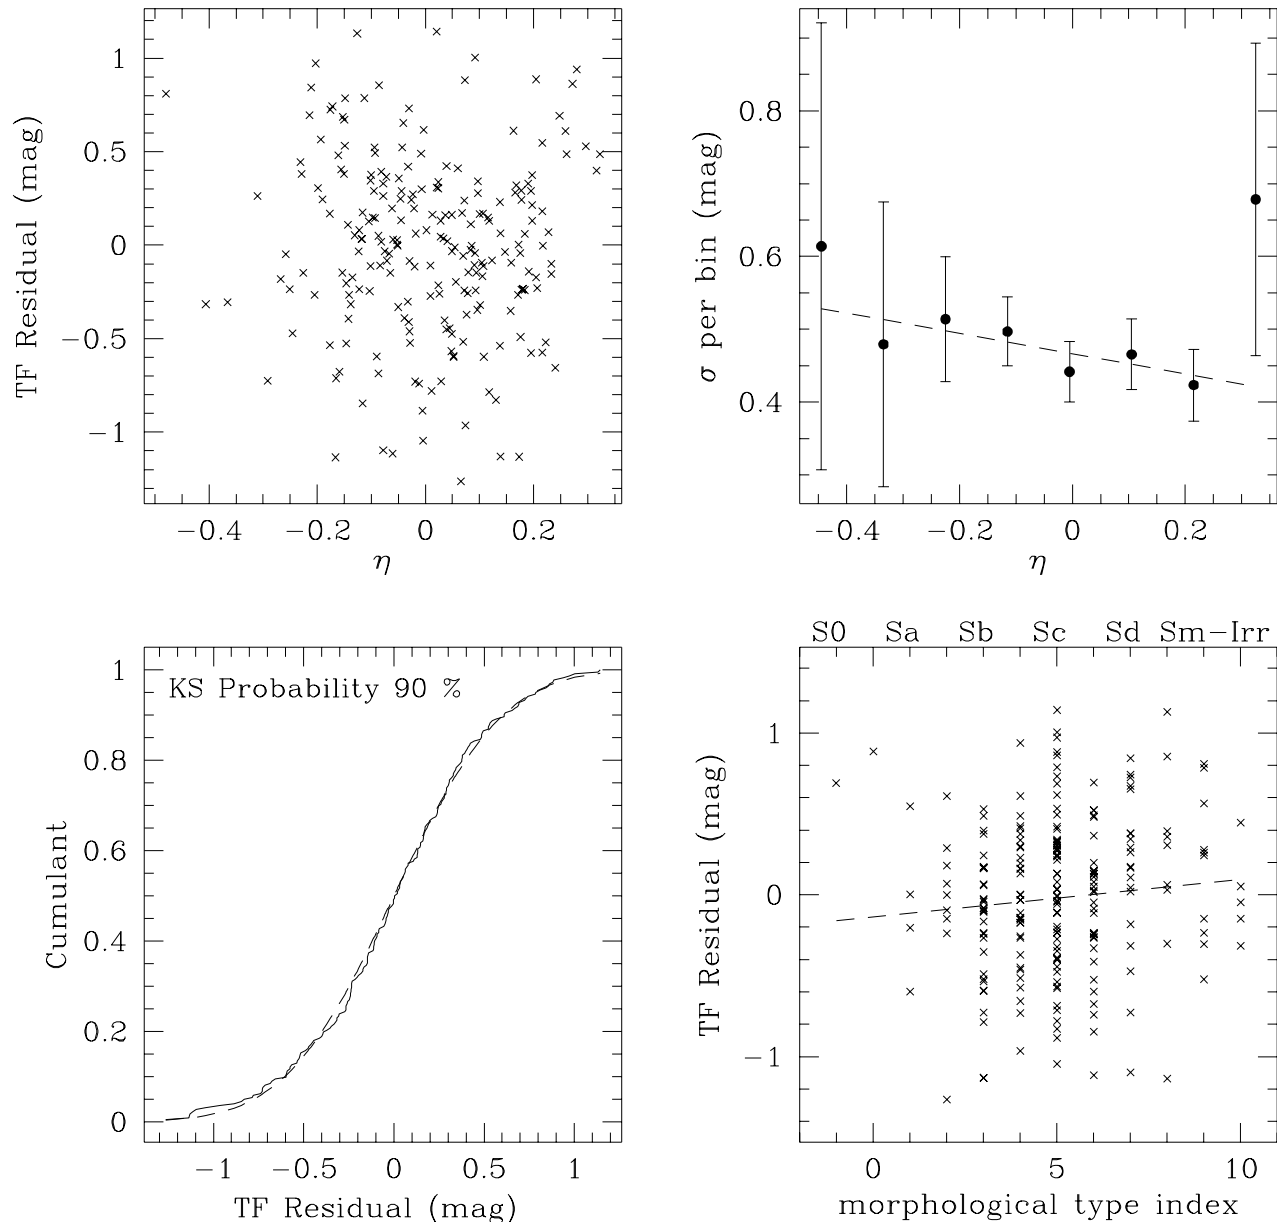 1
0.5
0
−0.5
−1
TF Residual (mag)
−0.4 −0.2 0 0.2
η
0.8
0.6
0.4
σ per bin (mag)
−0.4 −0.2 0 0.2
η
KS Probability 90 %
1
0.8
0.6
0.4
0.2
0
Cumulant
−1 −0.5 0 0.5 1
TF Residual (mag)
S0 Sa Sb Sc Sd Sm−Irr
1
0
−1
TF Residual (mag)
0 5 10
morphological type index